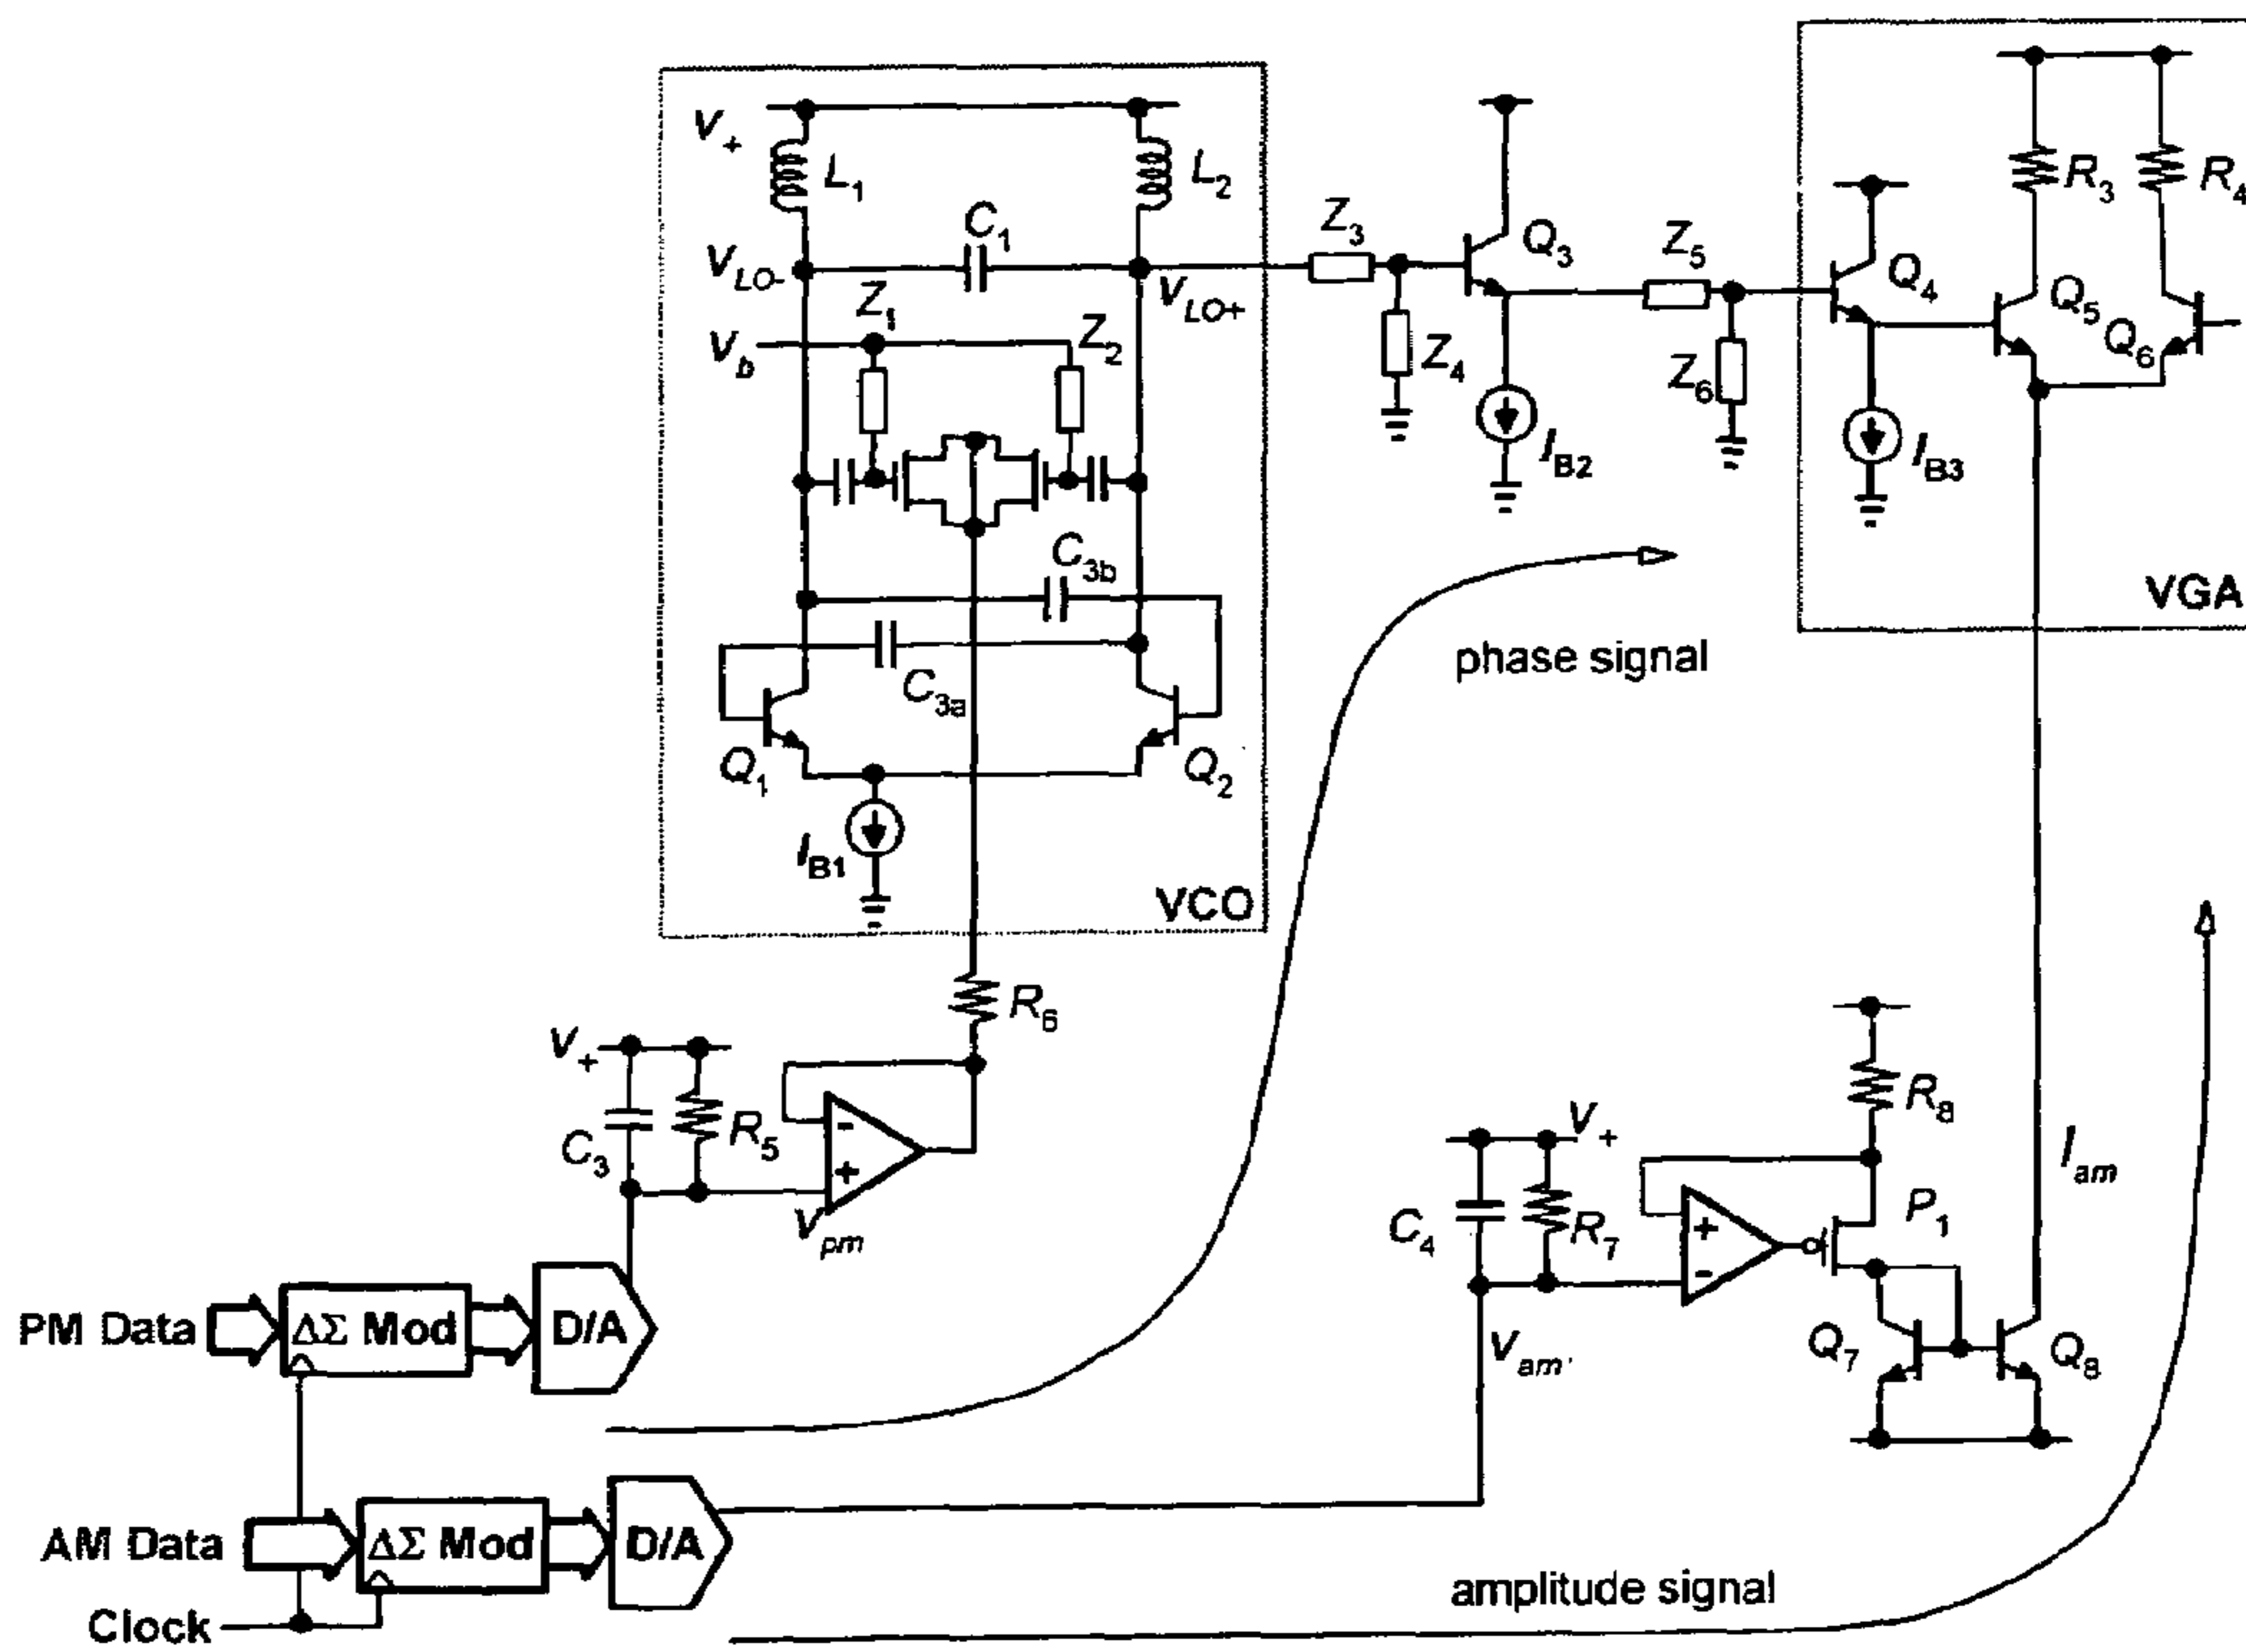 V+
L1
L2
C1
VLO-
VLO+
Z1
Z2
Vb
C3b
C3a
Q1
Q2
IB1
VCO
Z3
Z4
Q3
IB2
Z5
Z6
Q4
IB3
R3
R4
Q5
Q6
VGA
phase signal
R6
V+
C3
R5
-
+
Vpm
PM Data
ΔΣ Mod
D/A
V+
C4
R7
+
-
Vam
R8
P1
Iam
Q7
Q8
AM Data
ΔΣ Mod
D/A
Clock
amplitude signal